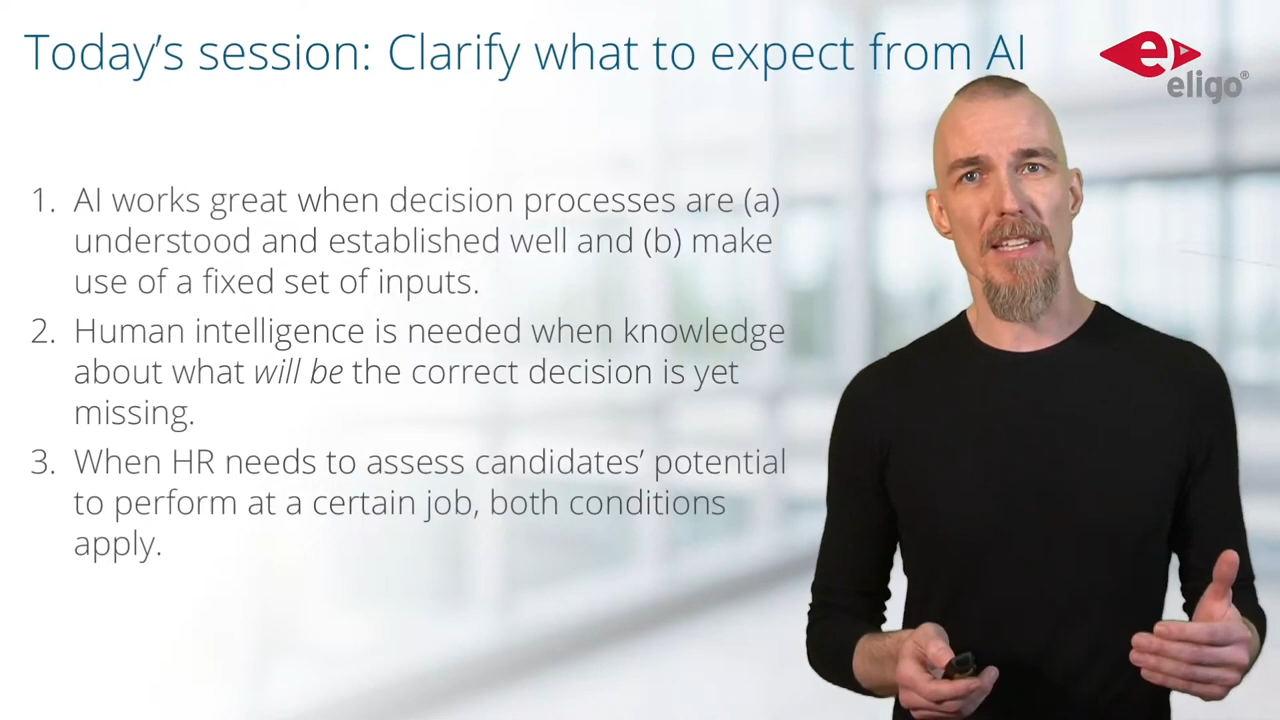 Today's session: Clarify what to expect from AI
e
eligo®
1. AI works great when decision processes are (a)
understood and established well and (b) make
use of a fixed set of inputs.
2. Human intelligence is needed when knowledge
about what will be the correct decision is yet
missing.
3. When HR needs to assess candidates’ potential
to perform at a certain job, both conditions
apply.